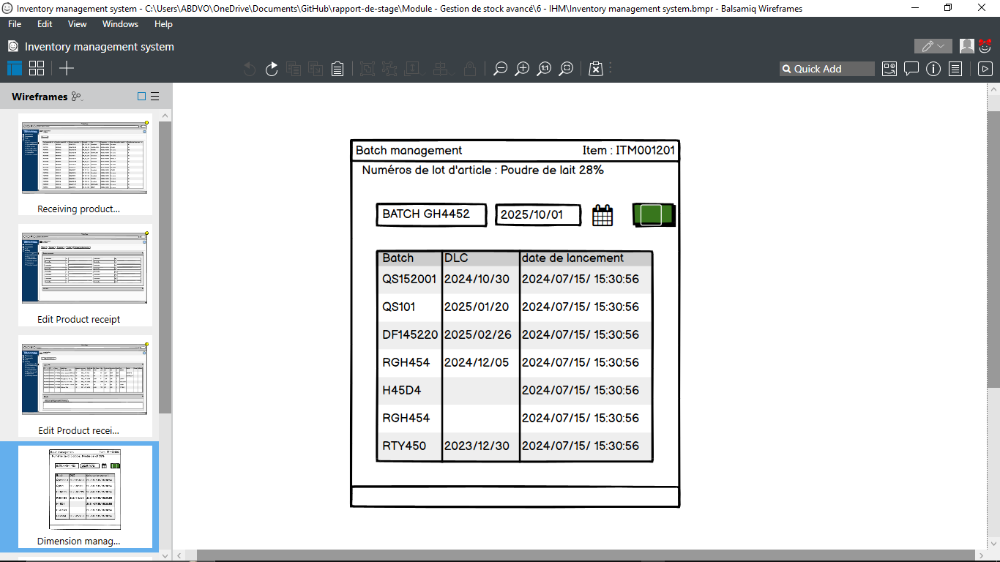 Inventory management system - C:\Users\ABDVO\OneDrive\Documents\GitHub\rapport-de-stage\Module - Gestion de stock avancé\6 - IHM\Inventory management system.bmpr - Balsamiq Wireframes
File Edit View Windows Help
Inventory management system
Quick Add
Wireframes
Receiving product...
Edit Product receipt
Edit Product recei...
Dimension manag...
Batch management Item : ITM001201
Numéros de lot d'article : Poudre de lait 28%
BATCH GH4452 2025/10/01
Batch DLC date de lancement
QS152001 2024/10/30 2024/07/15/ 15:30:56
QS101 2025/01/20 2024/07/15/ 15:30:56
DF145220 2025/02/26 2024/07/15/ 15:30:56
RGH454 2024/12/05 2024/07/15/ 15:30:56
H45D4 2024/07/15/ 15:30:56
RGH454 2024/07/15/ 15:30:56
RTY450 2023/12/30 2024/07/15/ 15:30:56